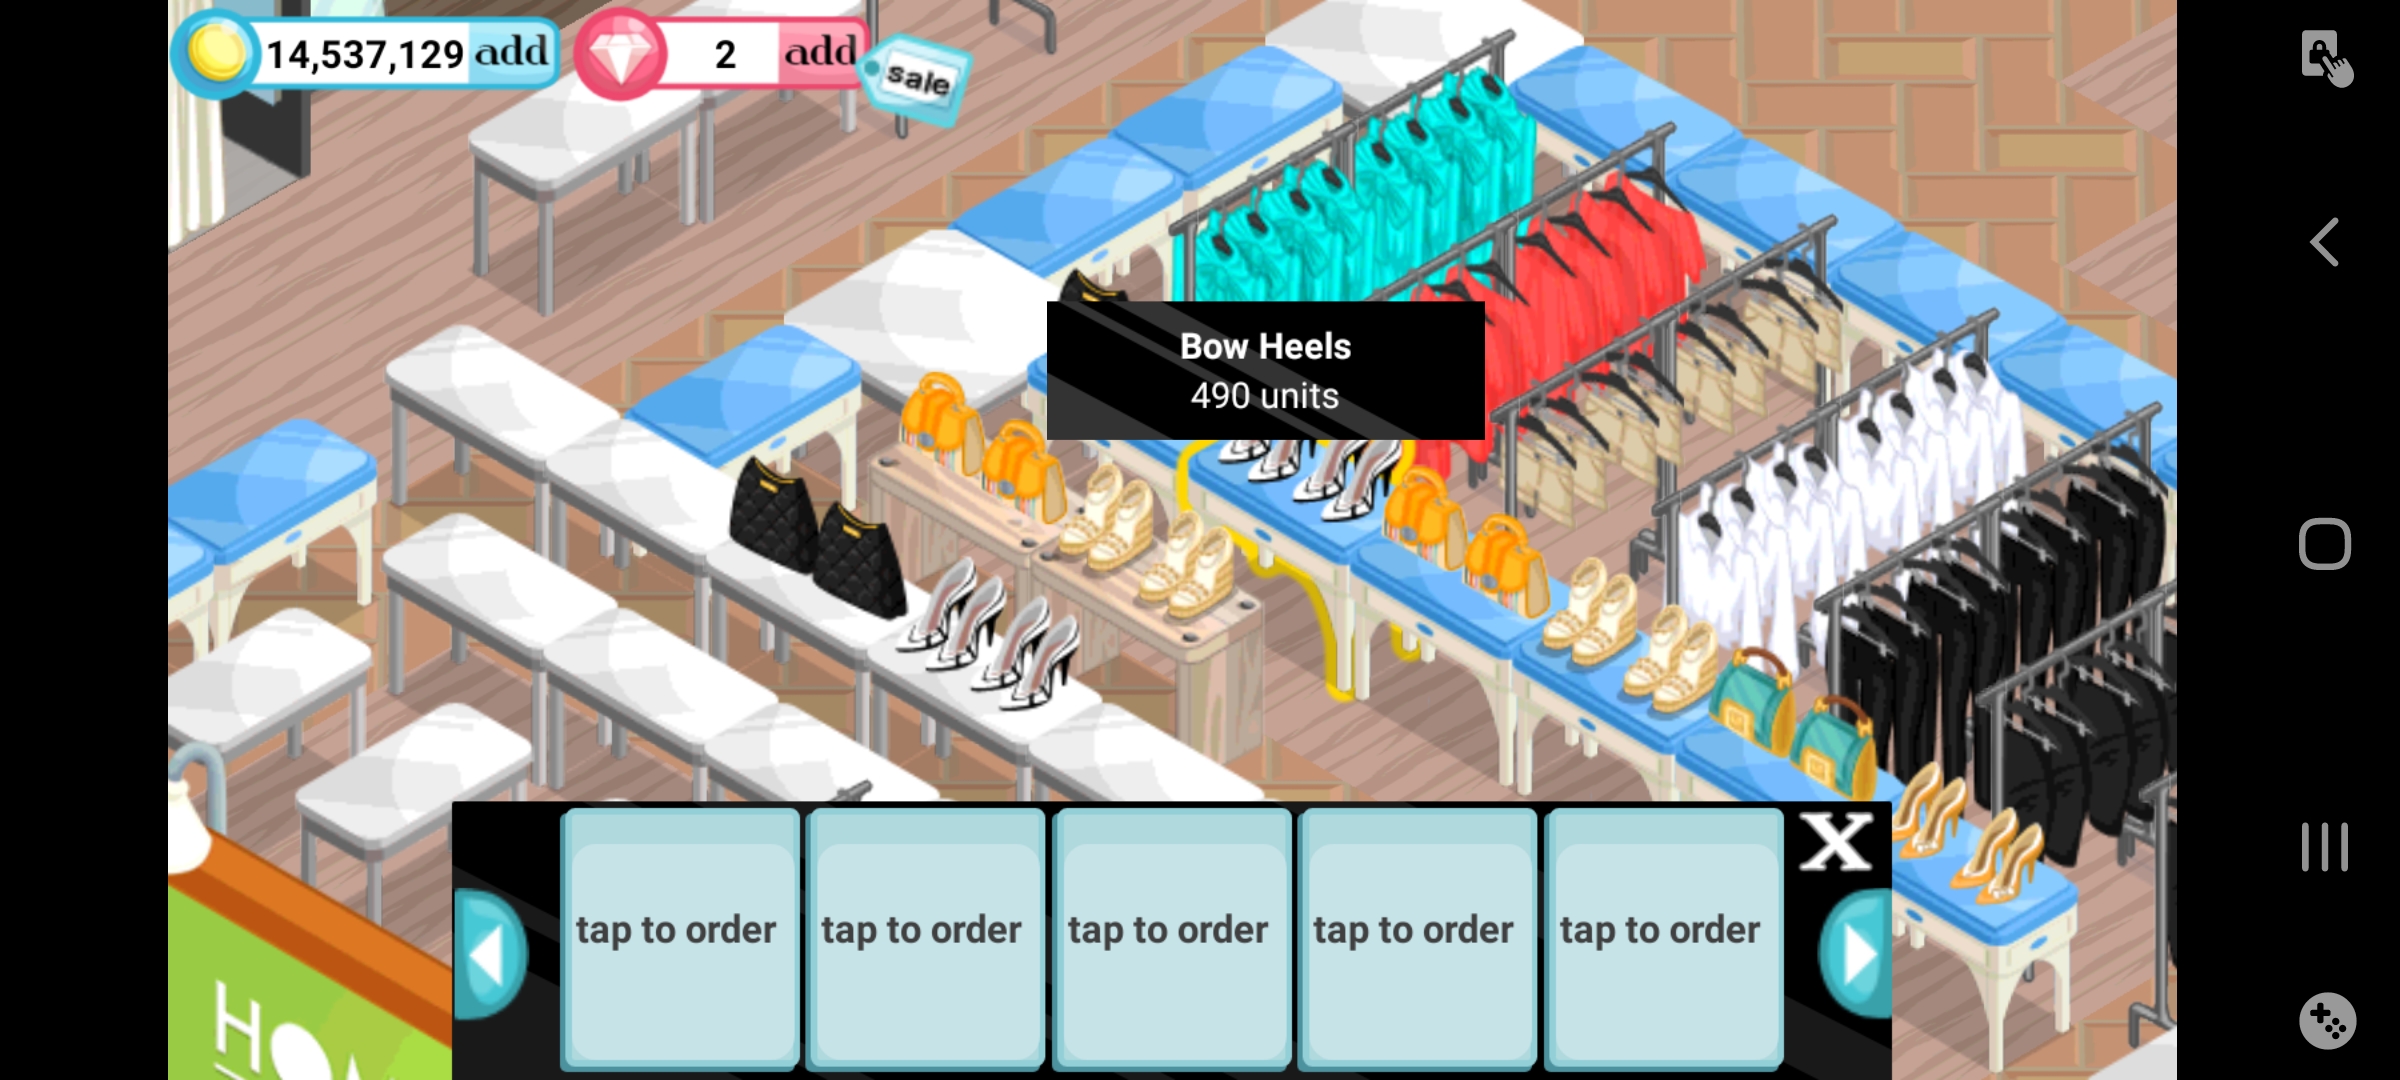 14,537,129 add
2 add
sale
Bow Heels
490 units
tap to order
tap to order
tap to order
tap to order
tap to order
X